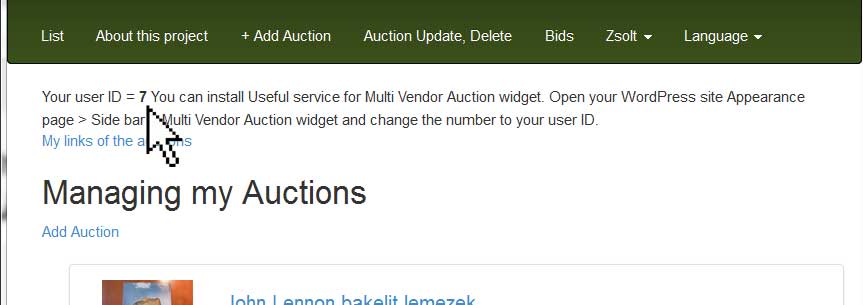 List About this project + Add Auction Auction Update, Delete Bids Zsolt Language
Your user ID = 7 You can install Useful service for Multi Vendor Auction widget. Open your WordPress site Appearance
page > Side bar Multi Vendor Auction widget and change the number to your user ID.
My links of the auctions
Managing my Auctions
Add Auction
John Lennon bakelit lemezek